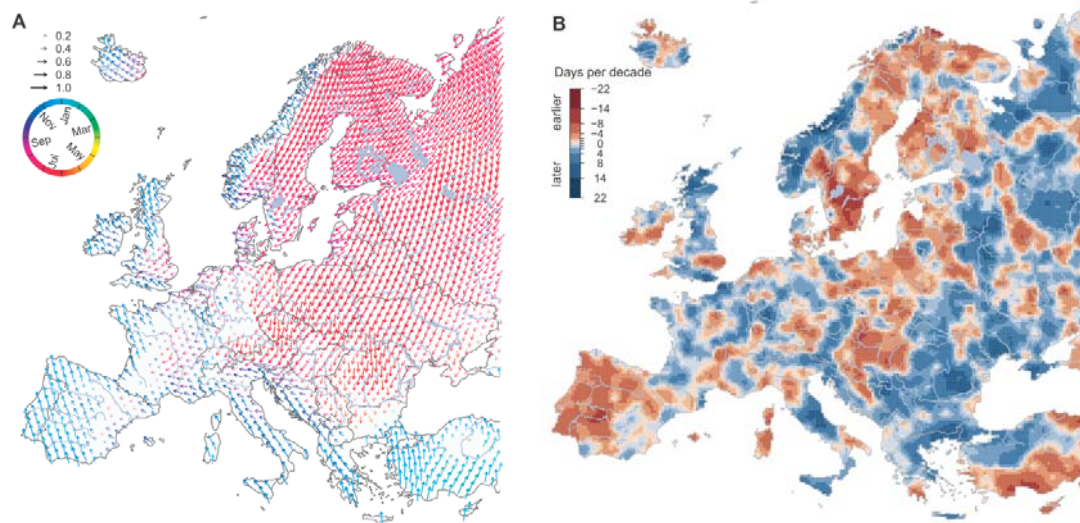 A
0.2
0.4
0.6
0.8
1.0
Jan
Mar
May
Jul
Sep
Nov
B
Days per decade
earlier
later
−22
−14
−8
−4
0
4
8
14
22